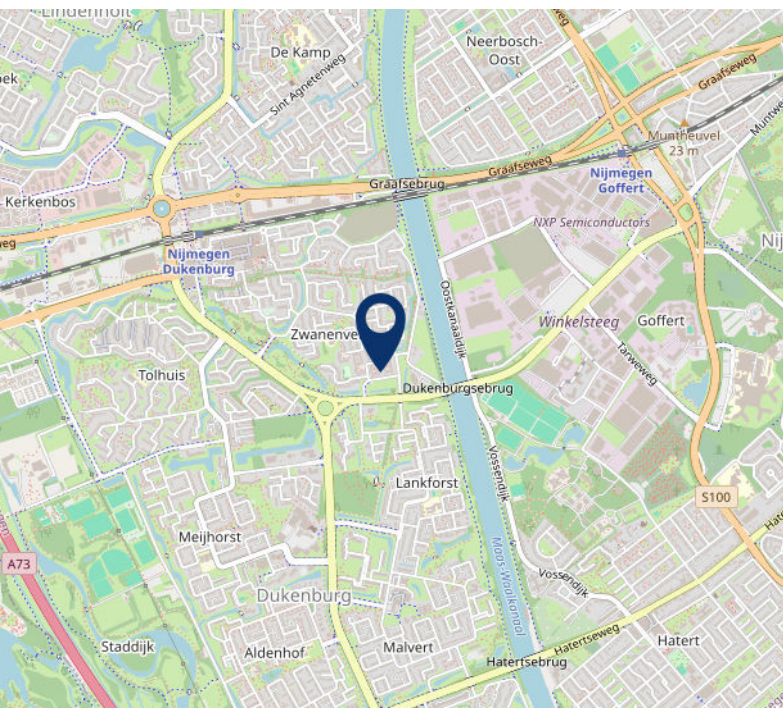 Lindenholt
De Kamp
Sint Agnetenweg
Neerbosch-
Oost
Graafseweg
Muntheuvel
23 m
Graafseweg
Nijmegen
Goffert
Graafsebrug
Kerkenbos
NXP Semiconductors
Nijmegen
Dukenburg
Oostkanaaldijk
Winkelsteeg
Goffert
Zwanenve
Tarweweg
Tolhuis
Dukenburgsebrug
Vossendijk
Lankforst
S100
Meijhorst
Maas-Waalkanaal
A73
Vossendijk
Dukenburg
Hatertseweg
Staddijk
Aldenhof
Malvert
Hatert
Hatertsebrug